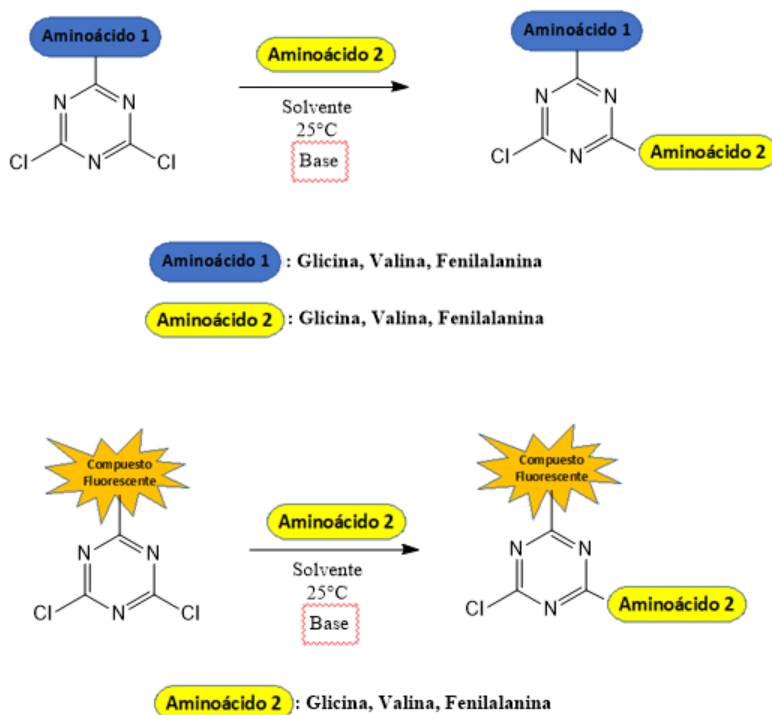 Aminoácido 1
Aminoácido 1
Aminoácido 2
N
N
N
Cl
Cl
Solvente
25°C
Base
N
N
N
Cl
Aminoácido 2
Aminoácido 1 : Glicina, Valina, Fenilalanina
Aminoácido 2 : Glicina, Valina, Fenilalanina
Compuesto
Fluorescente
Compuesto
Fluorescente
Aminoácido 2
N
N
N
Cl
Cl
Solvente
25°C
Base
N
N
N
Cl
Aminoácido 2
Aminoácido 2 : Glicina, Valina, Fenilalanina